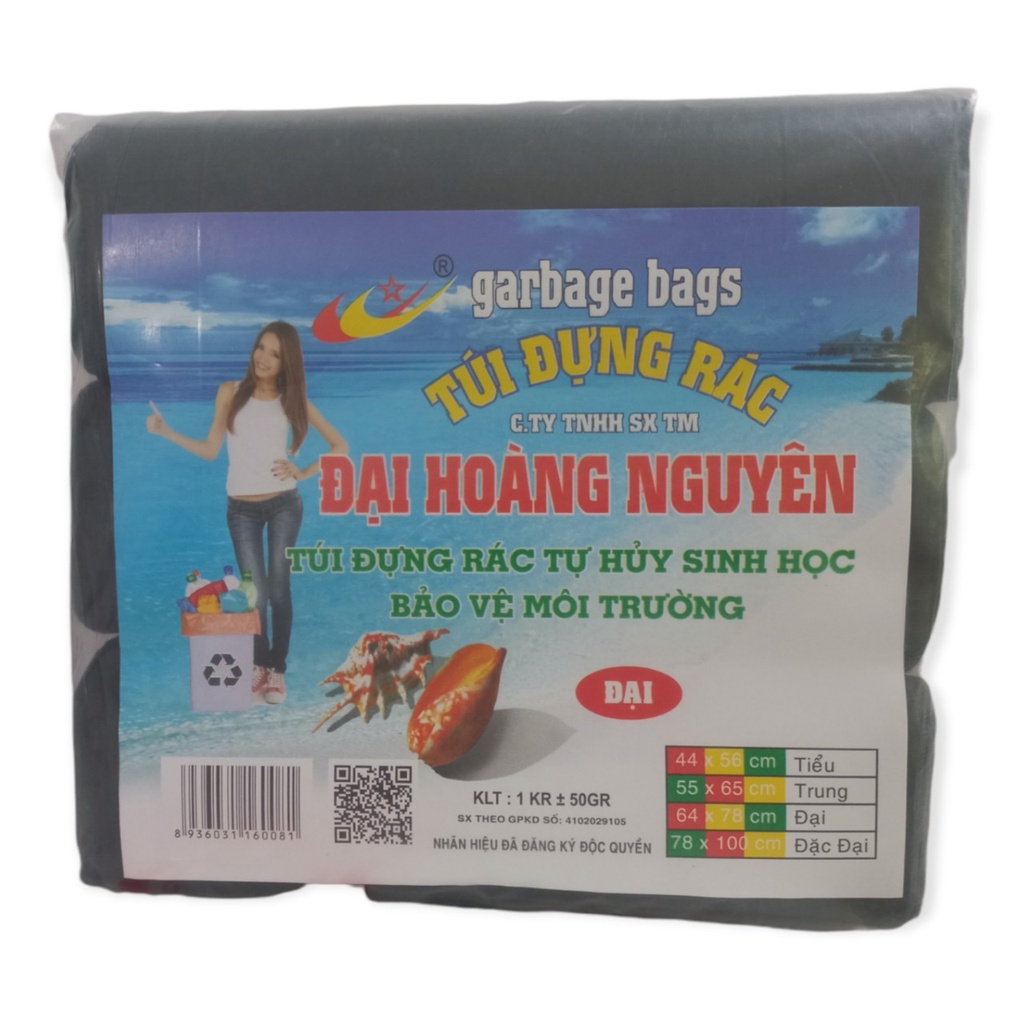 ®
garbage bags
TÚI ĐỰNG RÁC
C.TY TNHH SX TM
ĐẠI HOÀNG NGUYÊN
TÚI ĐỰNG RÁC TỰ HỦY SINH HỌC
BẢO VỆ MÔI TRƯỜNG
ĐẠI
44 x 56 cm Tiểu
55 x 65 cm Trung
64 x 78 cm Đại
78 x 100 cm Đặc Đại
KLT : 1 KR ± 50GR
SX THEO GPKD SỐ: 4102029105
NHÃN HIỆU ĐÃ ĐĂNG KÝ ĐỘC QUYỀN
8 936031 160081